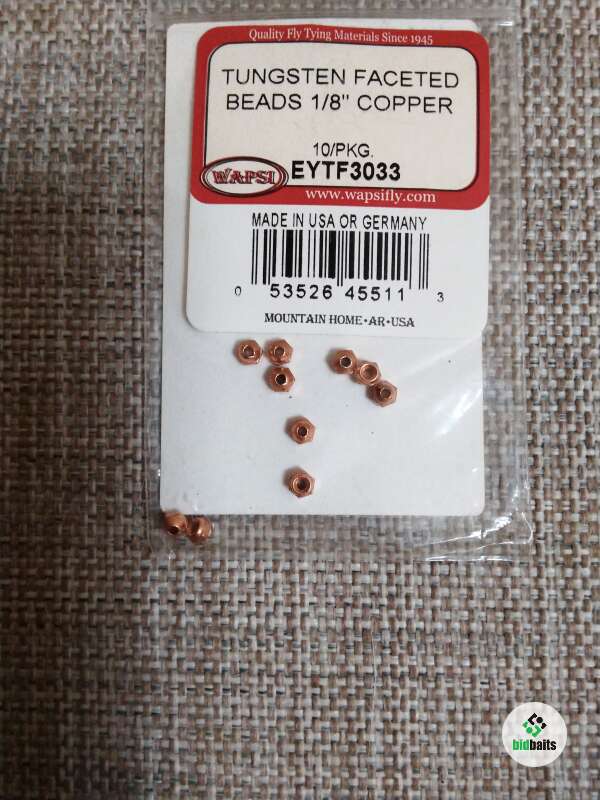 Quality Fly Tying Materials Since 1945
TUNGSTEN FACETED
BEADS 1/8" COPPER
10/PKG.
WAPSI
EYTF3033
www.wapsifly.com
MADE IN USA OR GERMANY
0 53526 45511 3
MOUNTAIN HOME•AR•USA
bidbaits